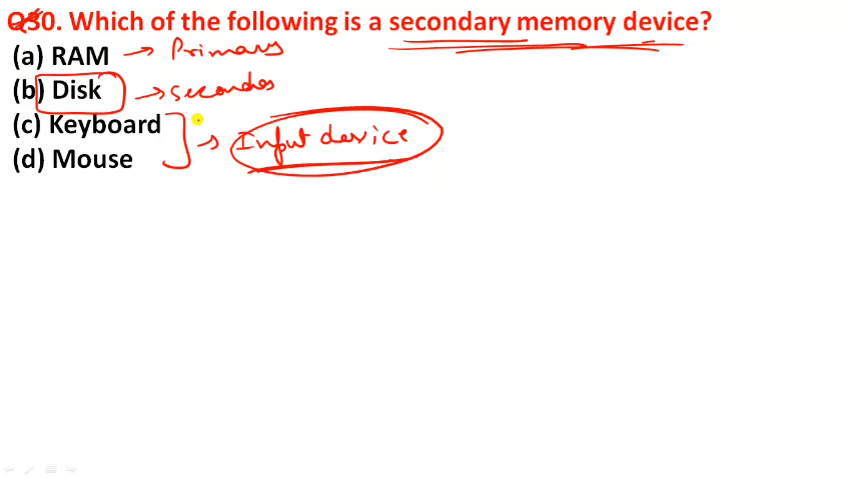 Q30. Which of the following is a secondary memory device?
(a) RAM → Primary
(b) Disk → Secondary
(c) Keyboard
(d) Mouse
→ Input device